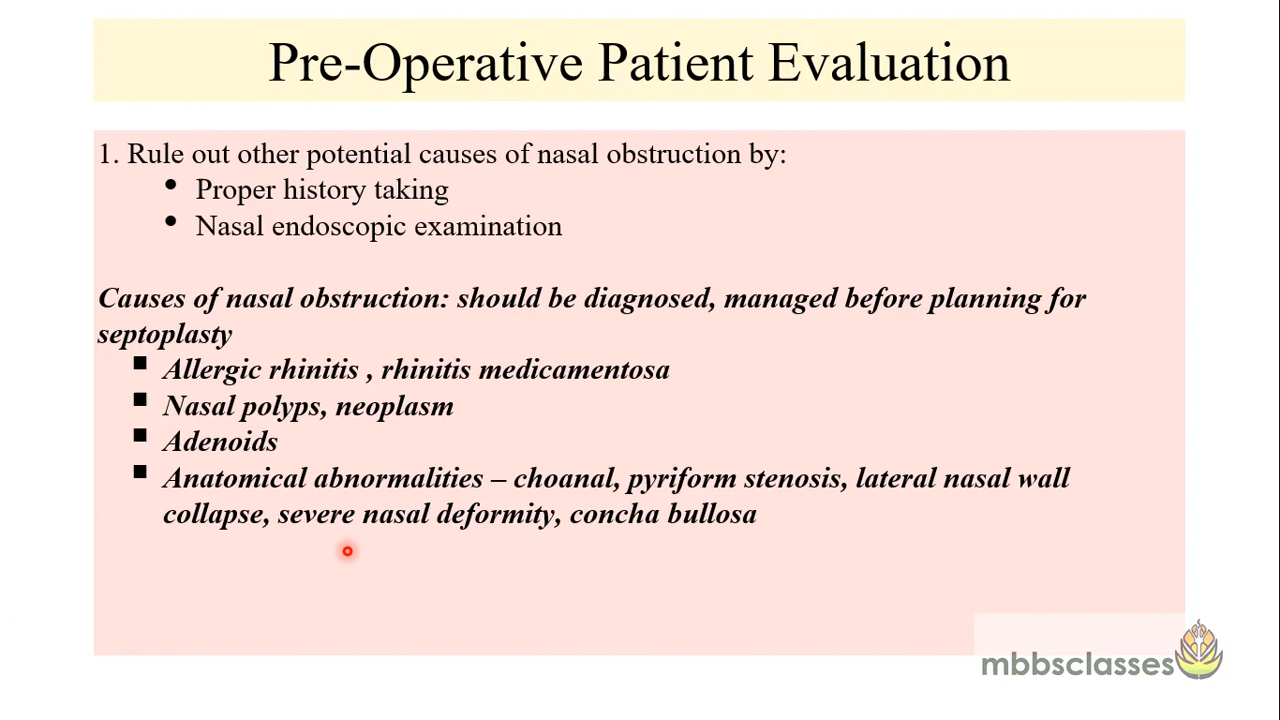 Pre-Operative Patient Evaluation
1. Rule out other potential causes of nasal obstruction by:
• Proper history taking
• Nasal endoscopic examination
Causes of nasal obstruction: should be diagnosed, managed before planning for
septoplasty
▪ Allergic rhinitis , rhinitis medicamentosa
▪ Nasal polyps, neoplasm
▪ Adenoids
▪ Anatomical abnormalities – choanal, pyriform stenosis, lateral nasal wall
collapse, severe nasal deformity, concha bullosa
mbbsclasses